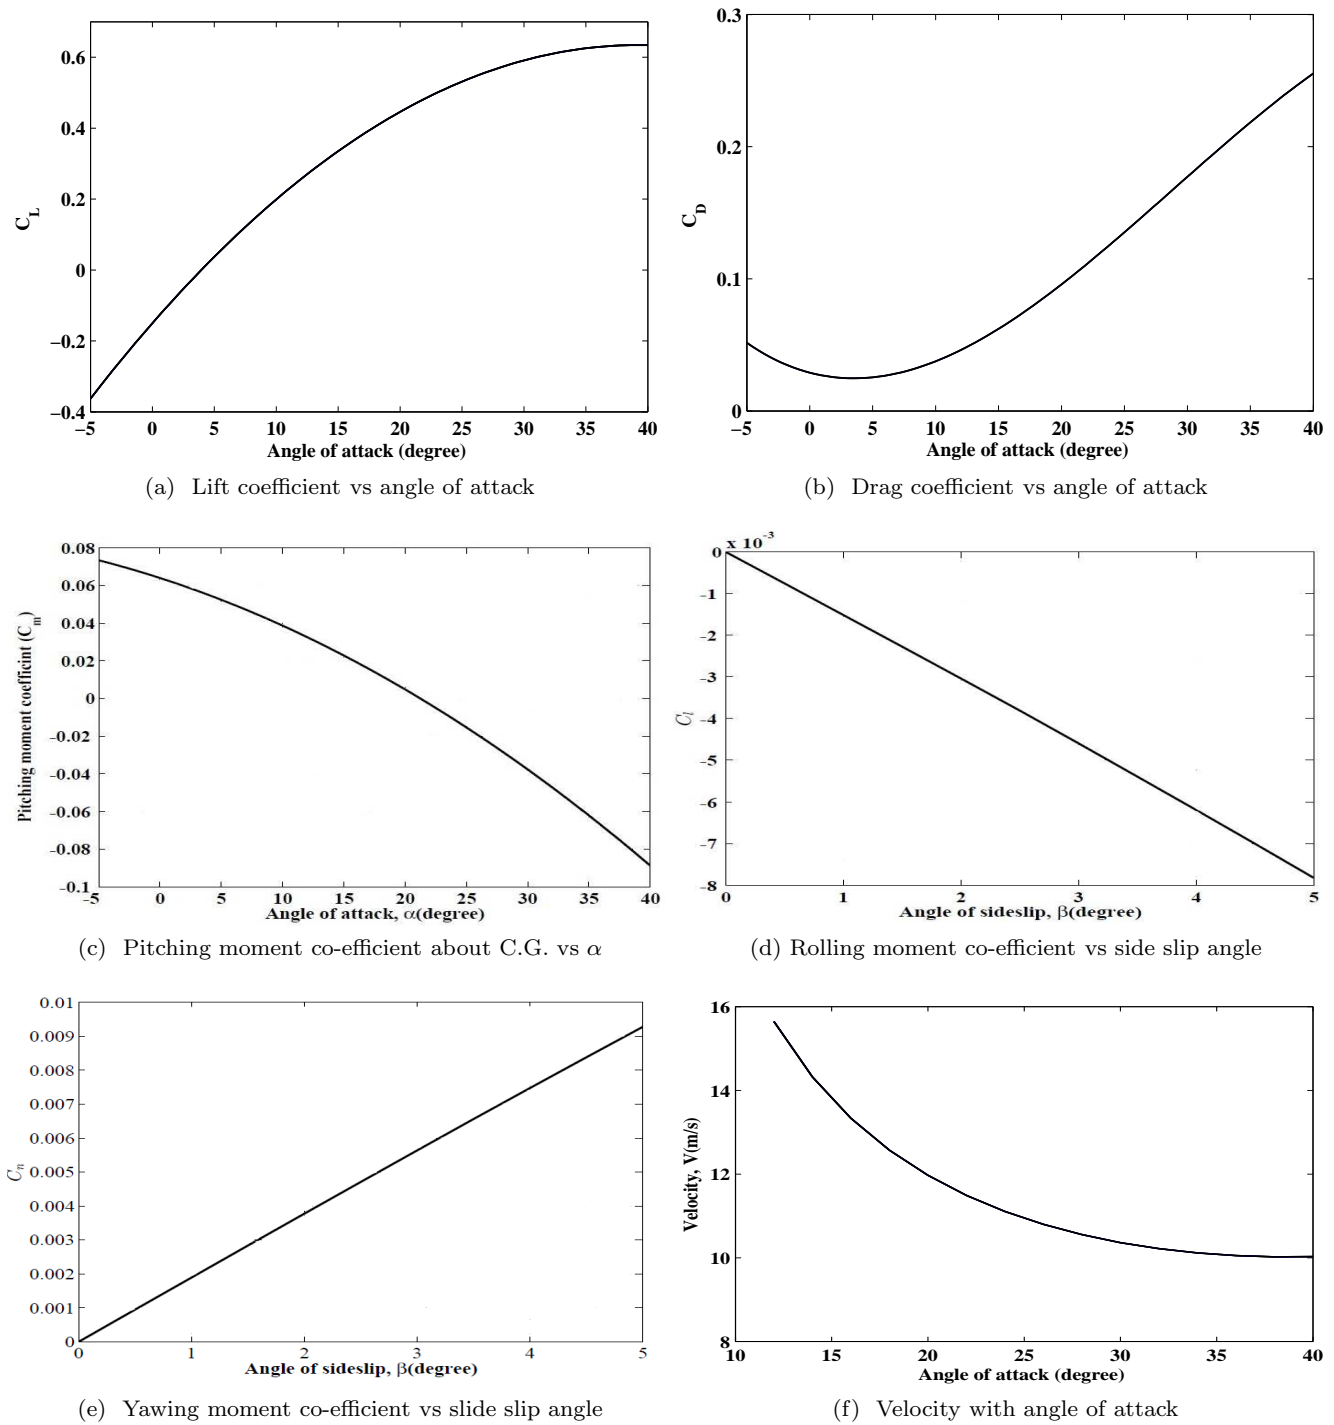 0.6
0.4
0.2
0
−0.2
−0.4
C_L
−5 0 5 10 15 20 25 30 35 40
Angle of attack (degree)
(a) Lift coefficient vs angle of attack
0.3
0.2
0.1
0
C_D
−5 0 5 10 15 20 25 30 35 40
Angle of attack (degree)
(b) Drag coefficient vs angle of attack
0.08
0.06
0.04
0.02
0
-0.02
-0.04
-0.06
-0.08
-0.1
Pitching moment coefficint (C_m)
-5 0 5 10 15 20 25 30 35 40
Angle of attack, α(degree)
(c) Pitching moment co-efficient about C.G. vs α
x 10^-3
0
-1
-2
-3
-4
-5
-6
-7
-8
C_l
0 1 2 3 4 5
Angle of sideslip, β(degree)
(d) Rolling moment co-efficient vs side slip angle
0.01
0.009
0.008
0.007
0.006
0.005
0.004
0.003
0.002
0.001
0
C_n
0 1 2 3 4 5
Angle of sideslip, β(degree)
(e) Yawing moment co-efficient vs slide slip angle
16
14
12
10
8
Velocity, V(m/s)
10 15 20 25 30 35 40
Angle of attack (degree)
(f) Velocity with angle of attack